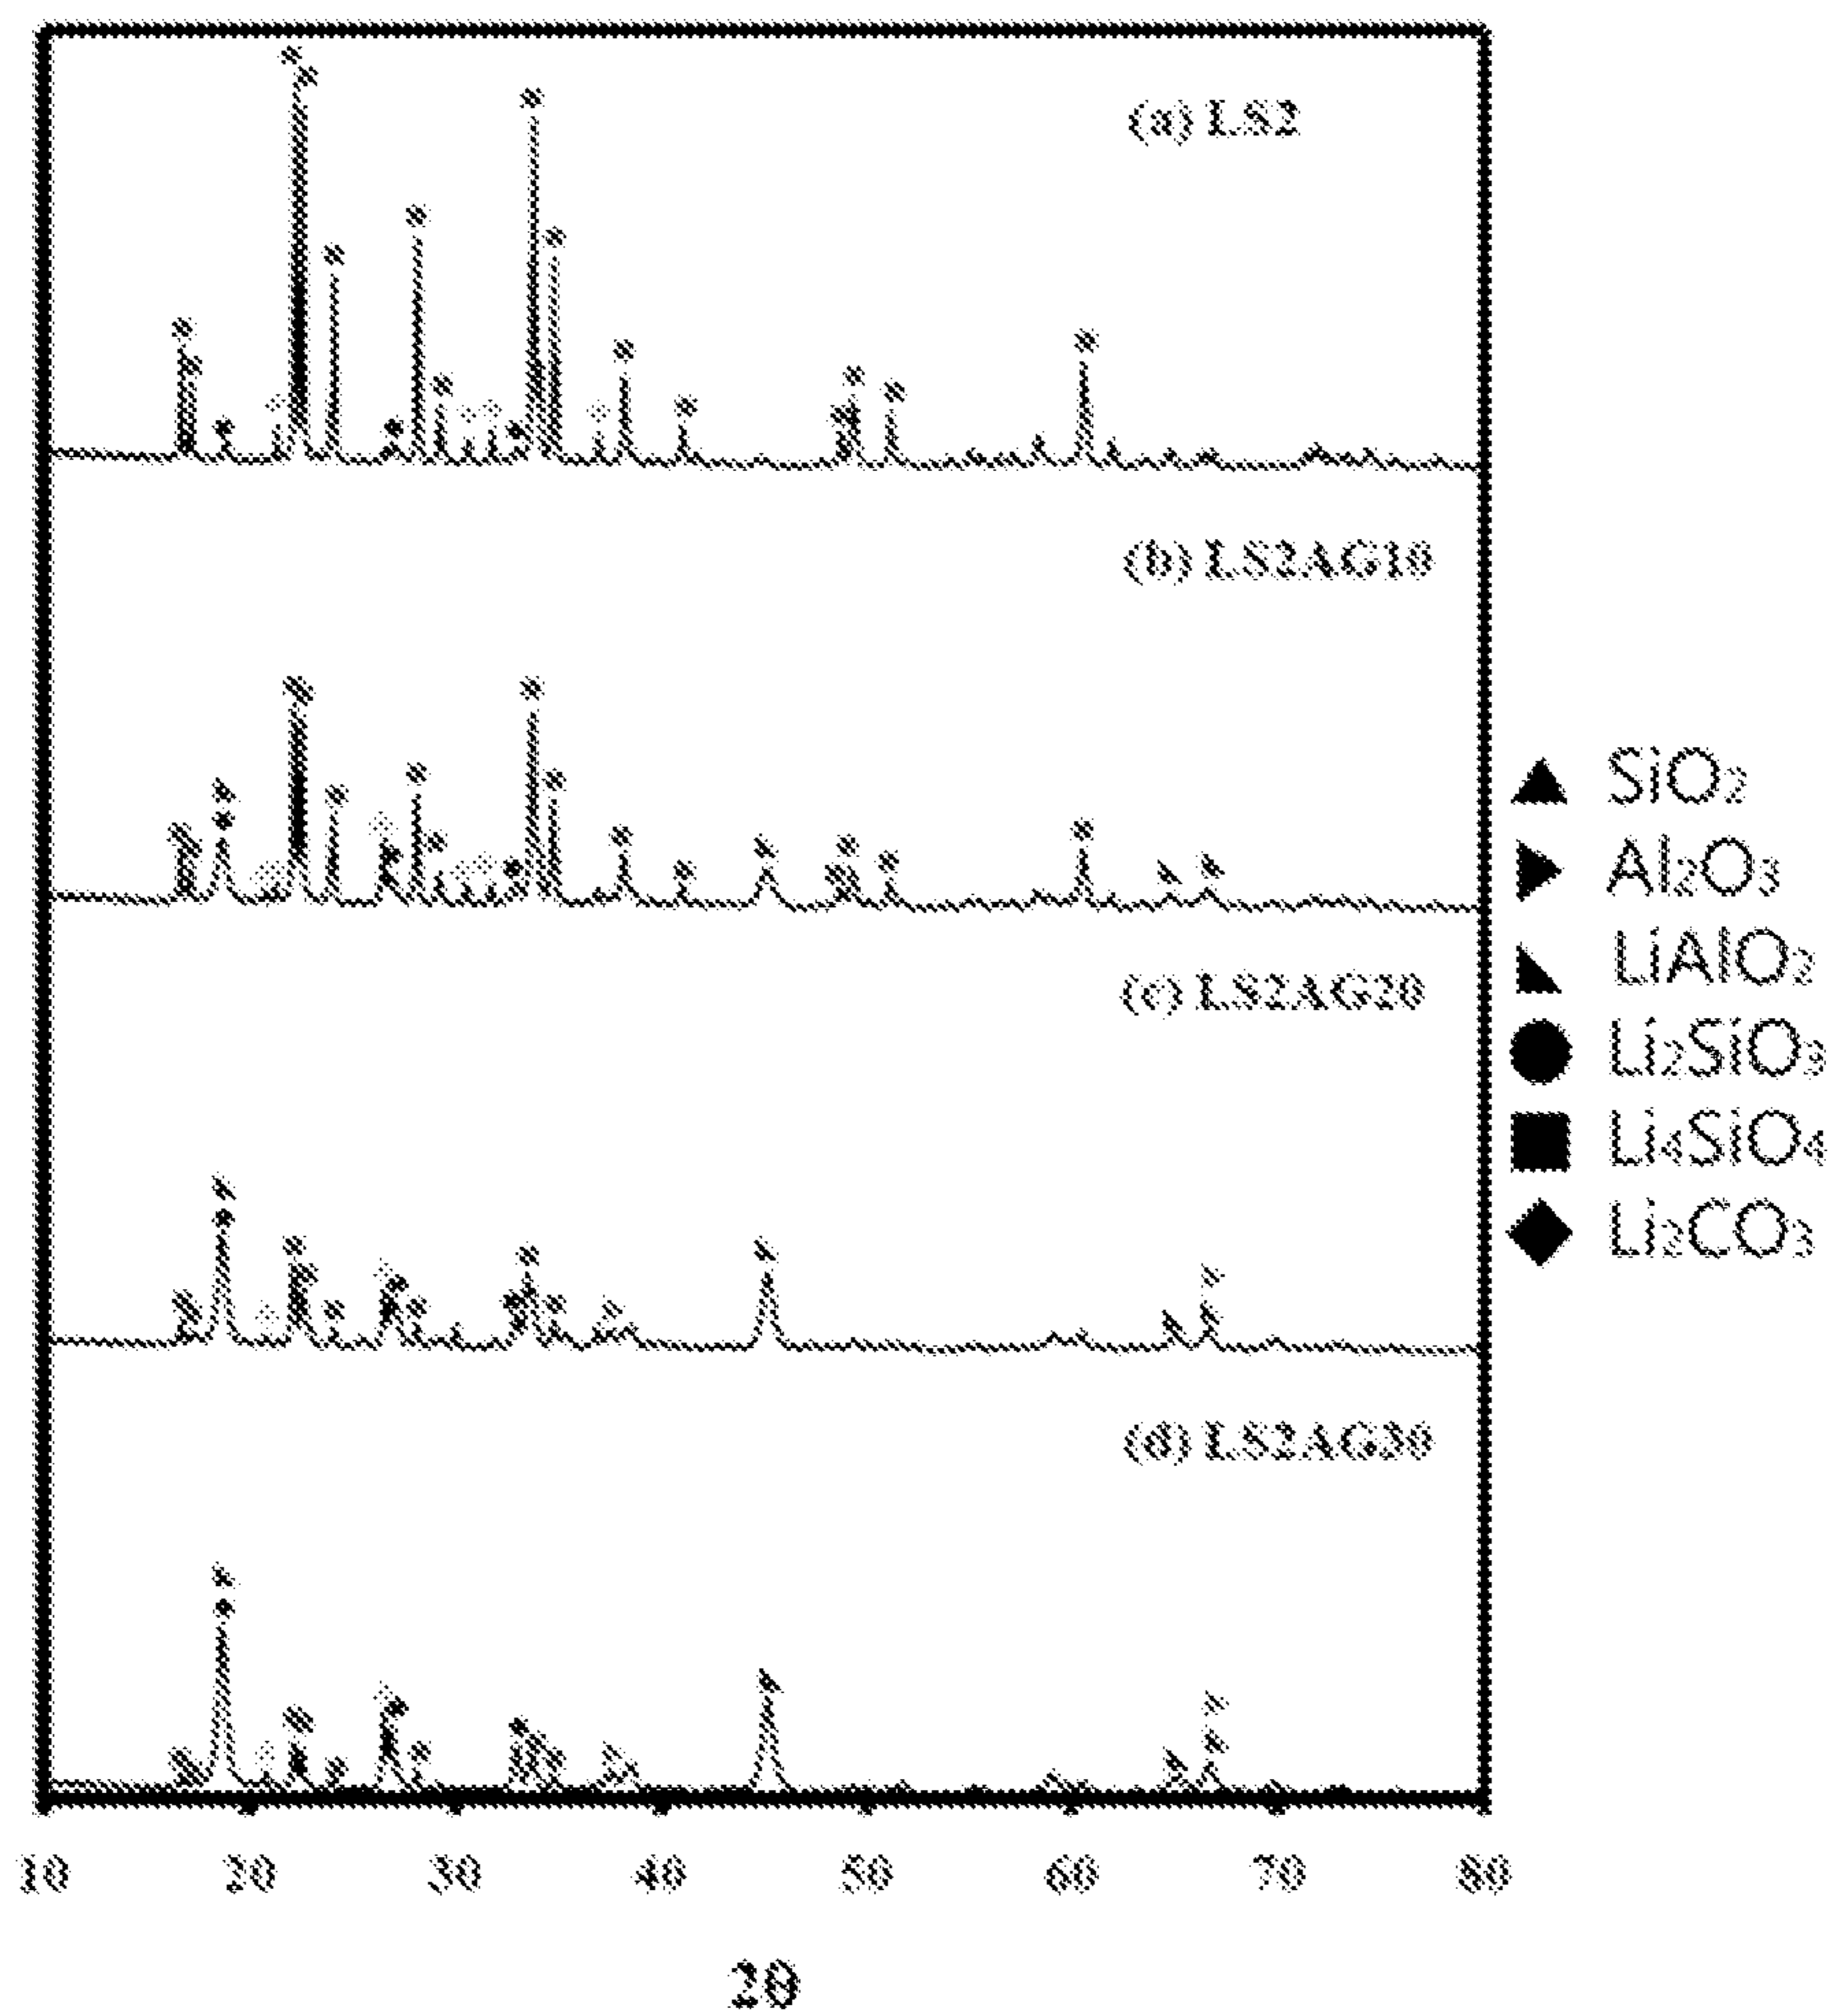 (a) LS2
(b) LS2AG10
(c) LS2AG20
(d) LS2AG30
SiO₂
Al₂O₃
LiAlO₂
Li₂SiO₃
Li₄SiO₄
Li₂CO₃
10 20 30 40 50 60 70 80
2θ